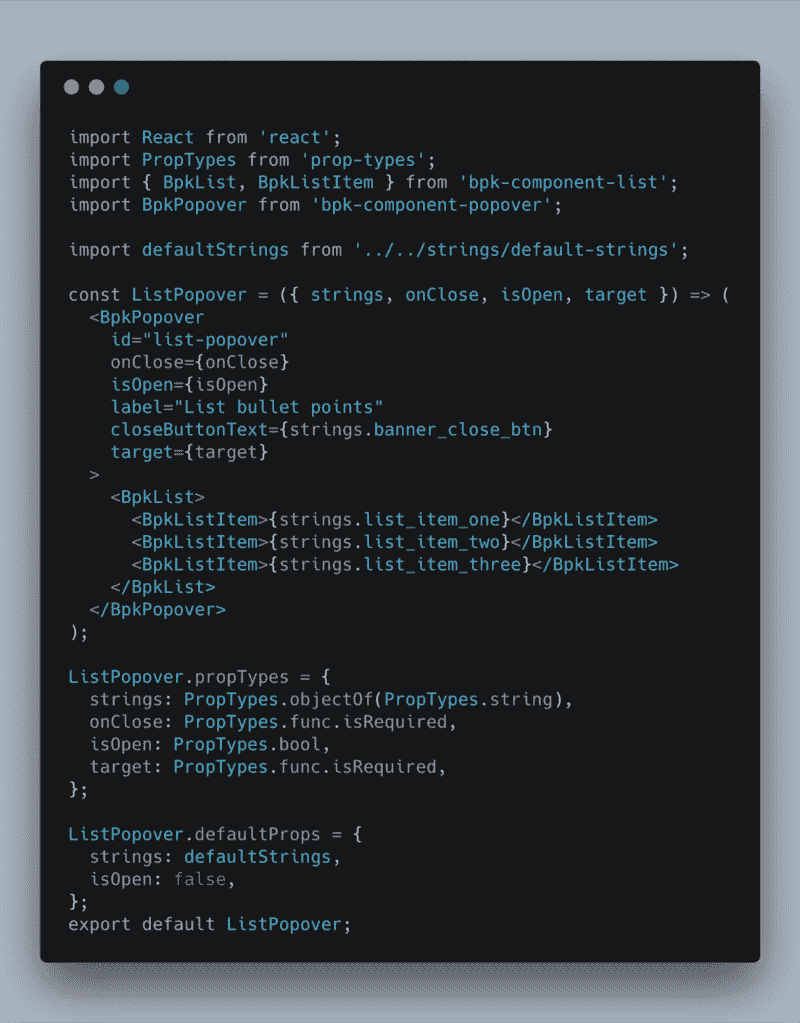 import React from 'react';
import PropTypes from 'prop-types';
import { BpkList, BpkListItem } from 'bpk-component-list';
import BpkPopover from 'bpk-component-popover';

import defaultStrings from '../../strings/default-strings';

const ListPopover = ({ strings, onClose, isOpen, target }) => (
  <BpkPopover
    id="list-popover"
    onClose={onClose}
    isOpen={isOpen}
    label="List bullet points"
    closeButtonText={strings.banner_close_btn}
    target={target}
  >
    <BpkList>
      <BpkListItem>{strings.list_item_one}</BpkListItem>
      <BpkListItem>{strings.list_item_two}</BpkListItem>
      <BpkListItem>{strings.list_item_three}</BpkListItem>
    </BpkList>
  </BpkPopover>
);

ListPopover.propTypes = {
  strings: PropTypes.objectOf(PropTypes.string),
  onClose: PropTypes.func.isRequired,
  isOpen: PropTypes.bool,
  target: PropTypes.func.isRequired,
};

ListPopover.defaultProps = {
  strings: defaultStrings,
  isOpen: false,
};
export default ListPopover;